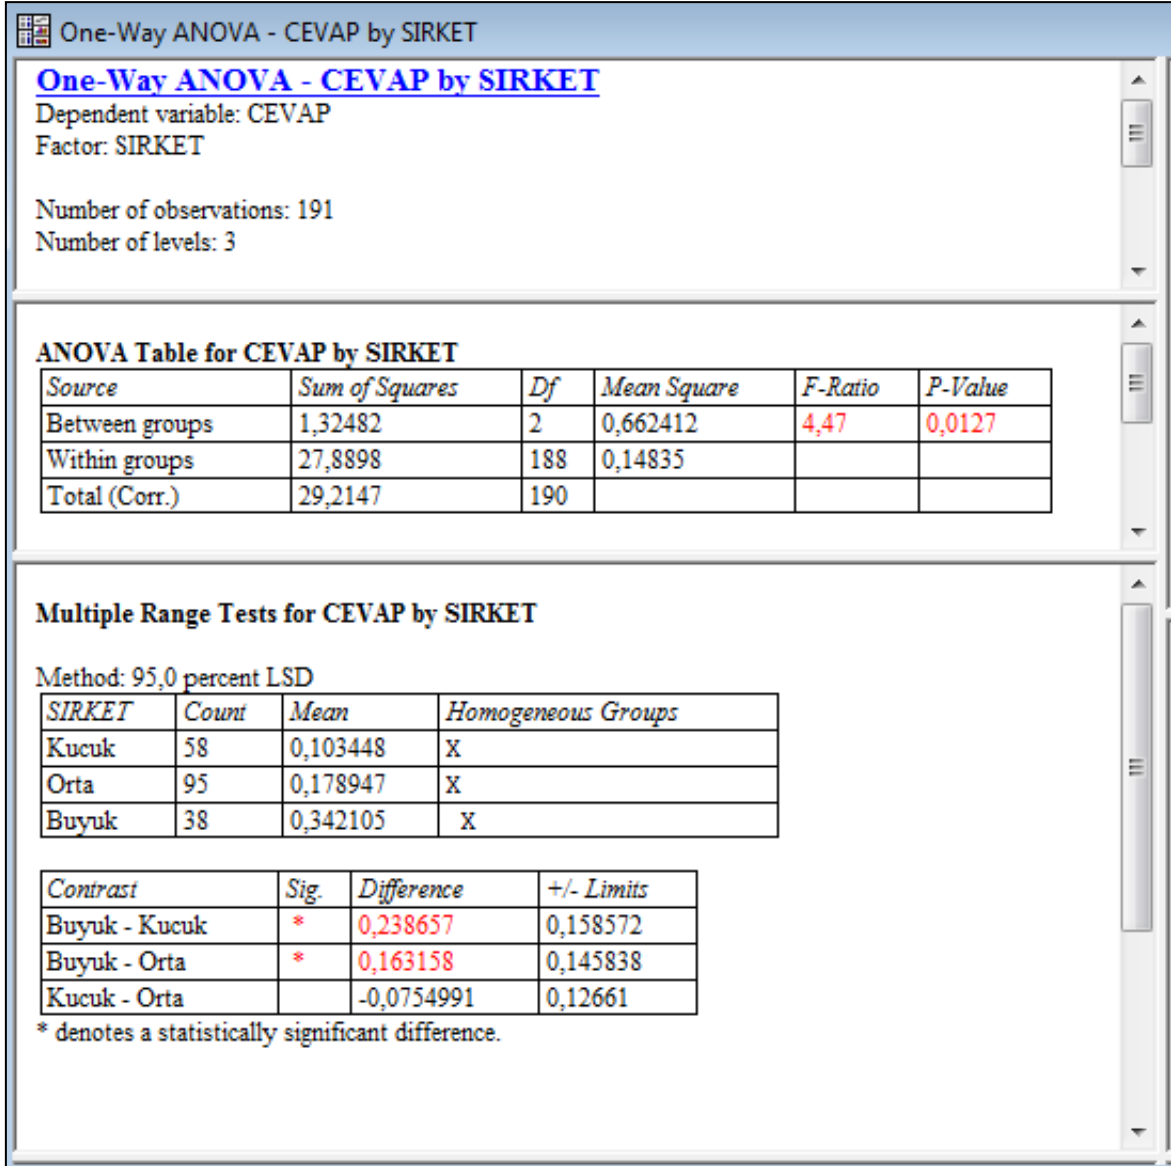 One-Way ANOVA - CEVAP by SIRKET
One-Way ANOVA - CEVAP by SIRKET
Dependent variable: CEVAP
Factor: SIRKET
Number of observations: 191
Number of levels: 3
ANOVA Table for CEVAP by SIRKET
Source Sum of Squares Df Mean Square F-Ratio P-Value
Between groups 1,32482 2 0,662412 4,47 0,0127
Within groups 27,8898 188 0,14835
Total (Corr.) 29,2147 190
Multiple Range Tests for CEVAP by SIRKET
Method: 95,0 percent LSD
SIRKET Count Mean Homogeneous Groups
Kucuk 58 0,103448 X
Orta 95 0,178947 X
Buyuk 38 0,342105 X
Contrast Sig. Difference +/- Limits
Buyuk - Kucuk * 0,238657 0,158572
Buyuk - Orta * 0,163158 0,145838
Kucuk - Orta -0,0754991 0,12661
* denotes a statistically significant difference.